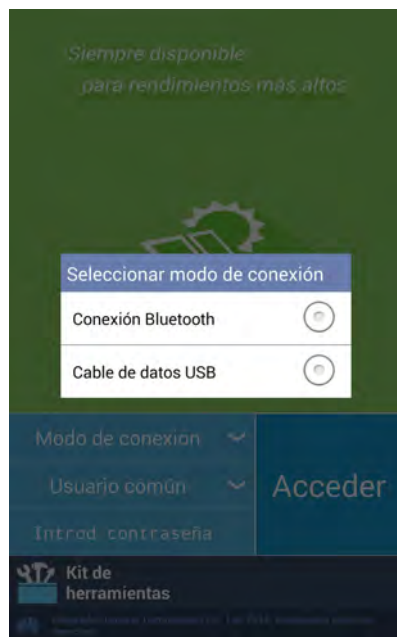 Siempre disponible
para rendimientos más altos
Seleccionar modo de conexión
Conexión Bluetooth
Cable de datos USB
Modo de conexión
Usuario común
Acceder
Introd contraseña
Kit de
herramientas